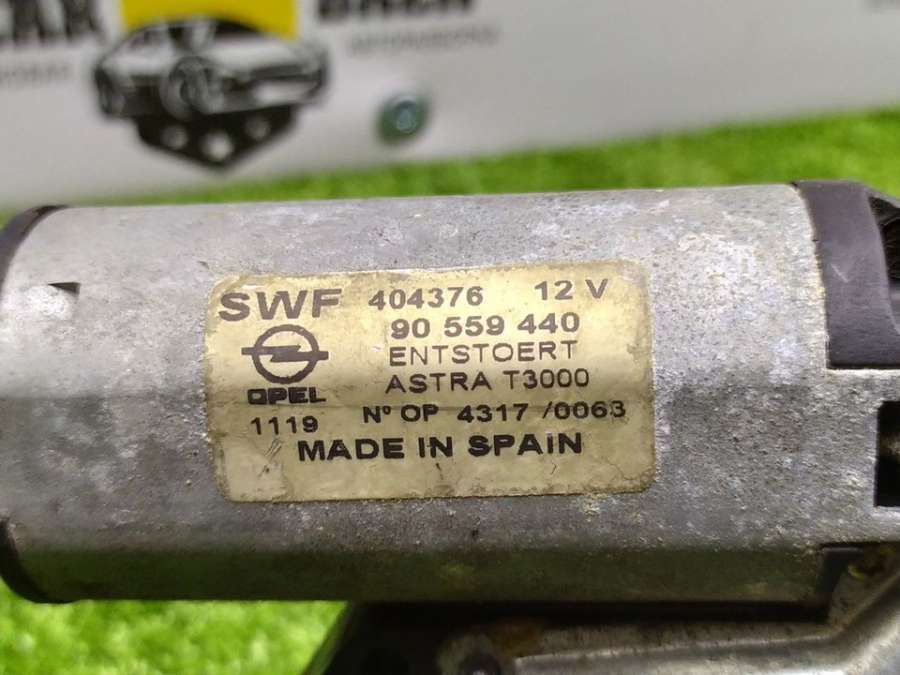 SWF 404376 12 V
90 559 440
ENTSTOERT
OPEL ASTRA T3000
1119 Nº OP 4317 /0063
MADE IN SPAIN